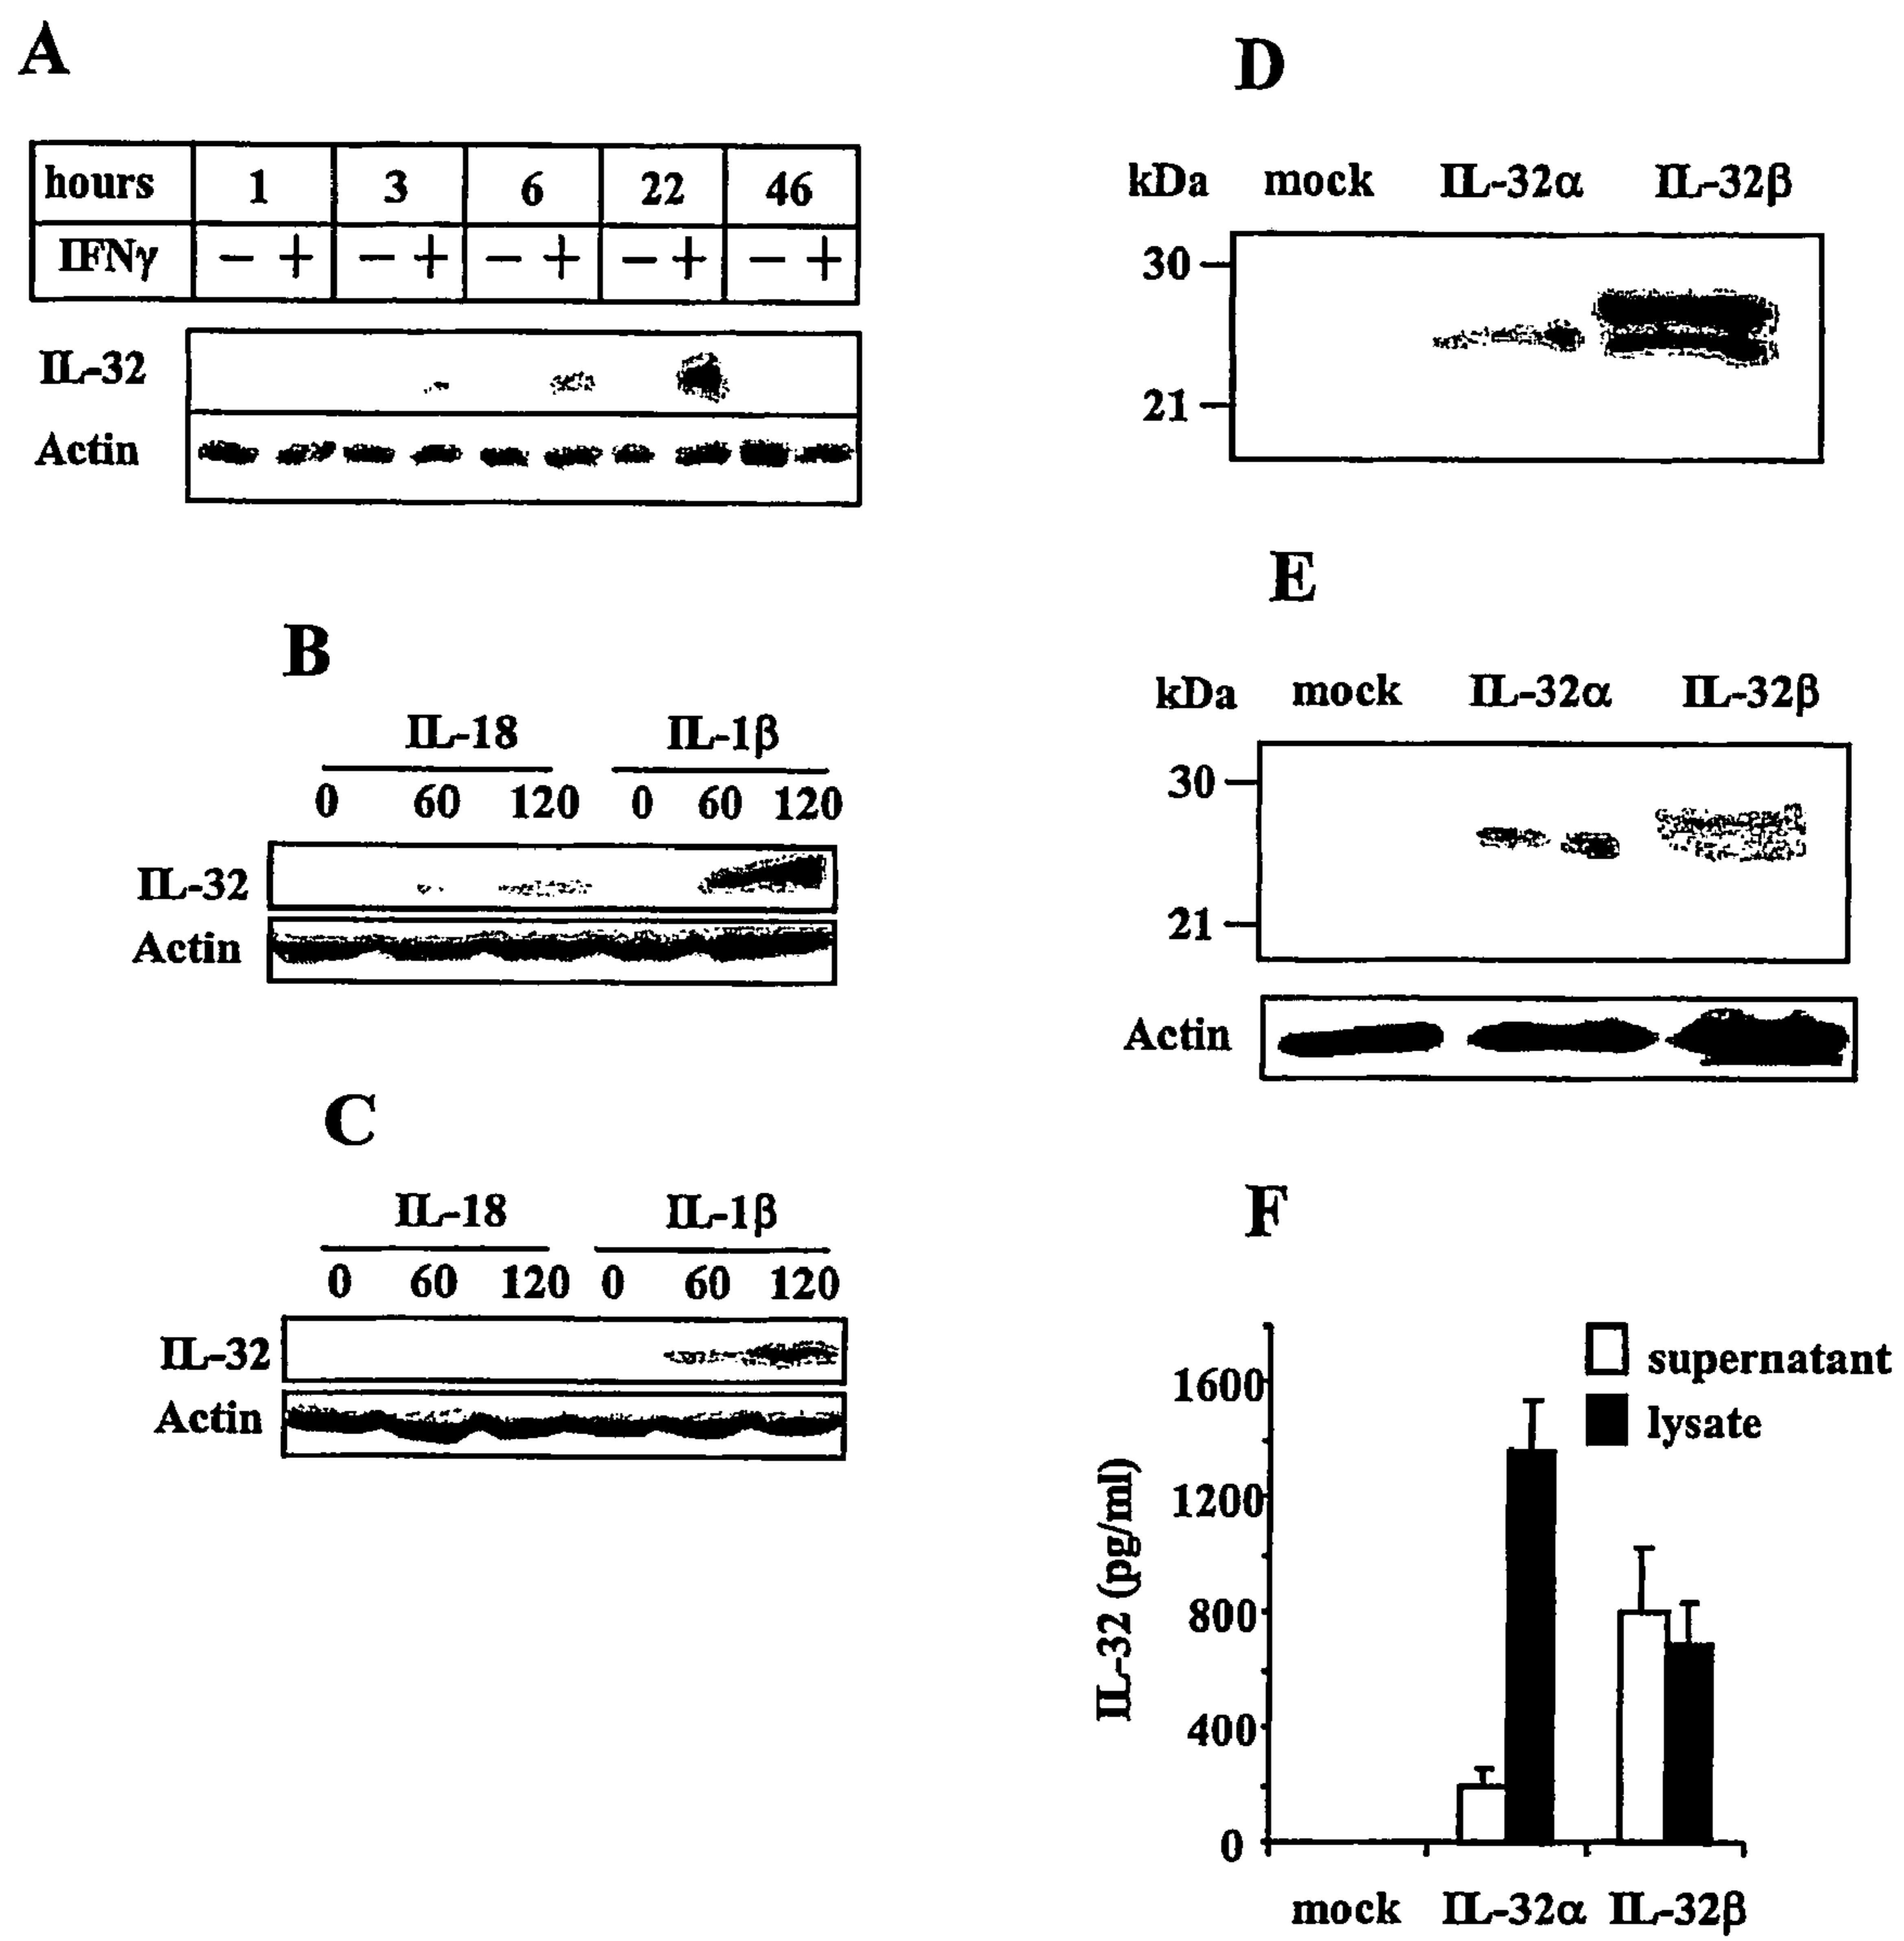 A
hours 1 3 6 22 46
IFNγ − + − + − + − + − +
IL-32
Actin
B
IL-18 IL-1β
0 60 120 0 60 120
IL-32
Actin
C
IL-18 IL-1β
0 60 120 0 60 120
IL-32
Actin
D
kDa mock IL-32α IL-32β
30
21
E
kDa mock IL-32α IL-32β
30
21
Actin
F
supernatant
lysate
IL-32 (pg/ml)
1600
1200
800
400
0
mock IL-32α IL-32β